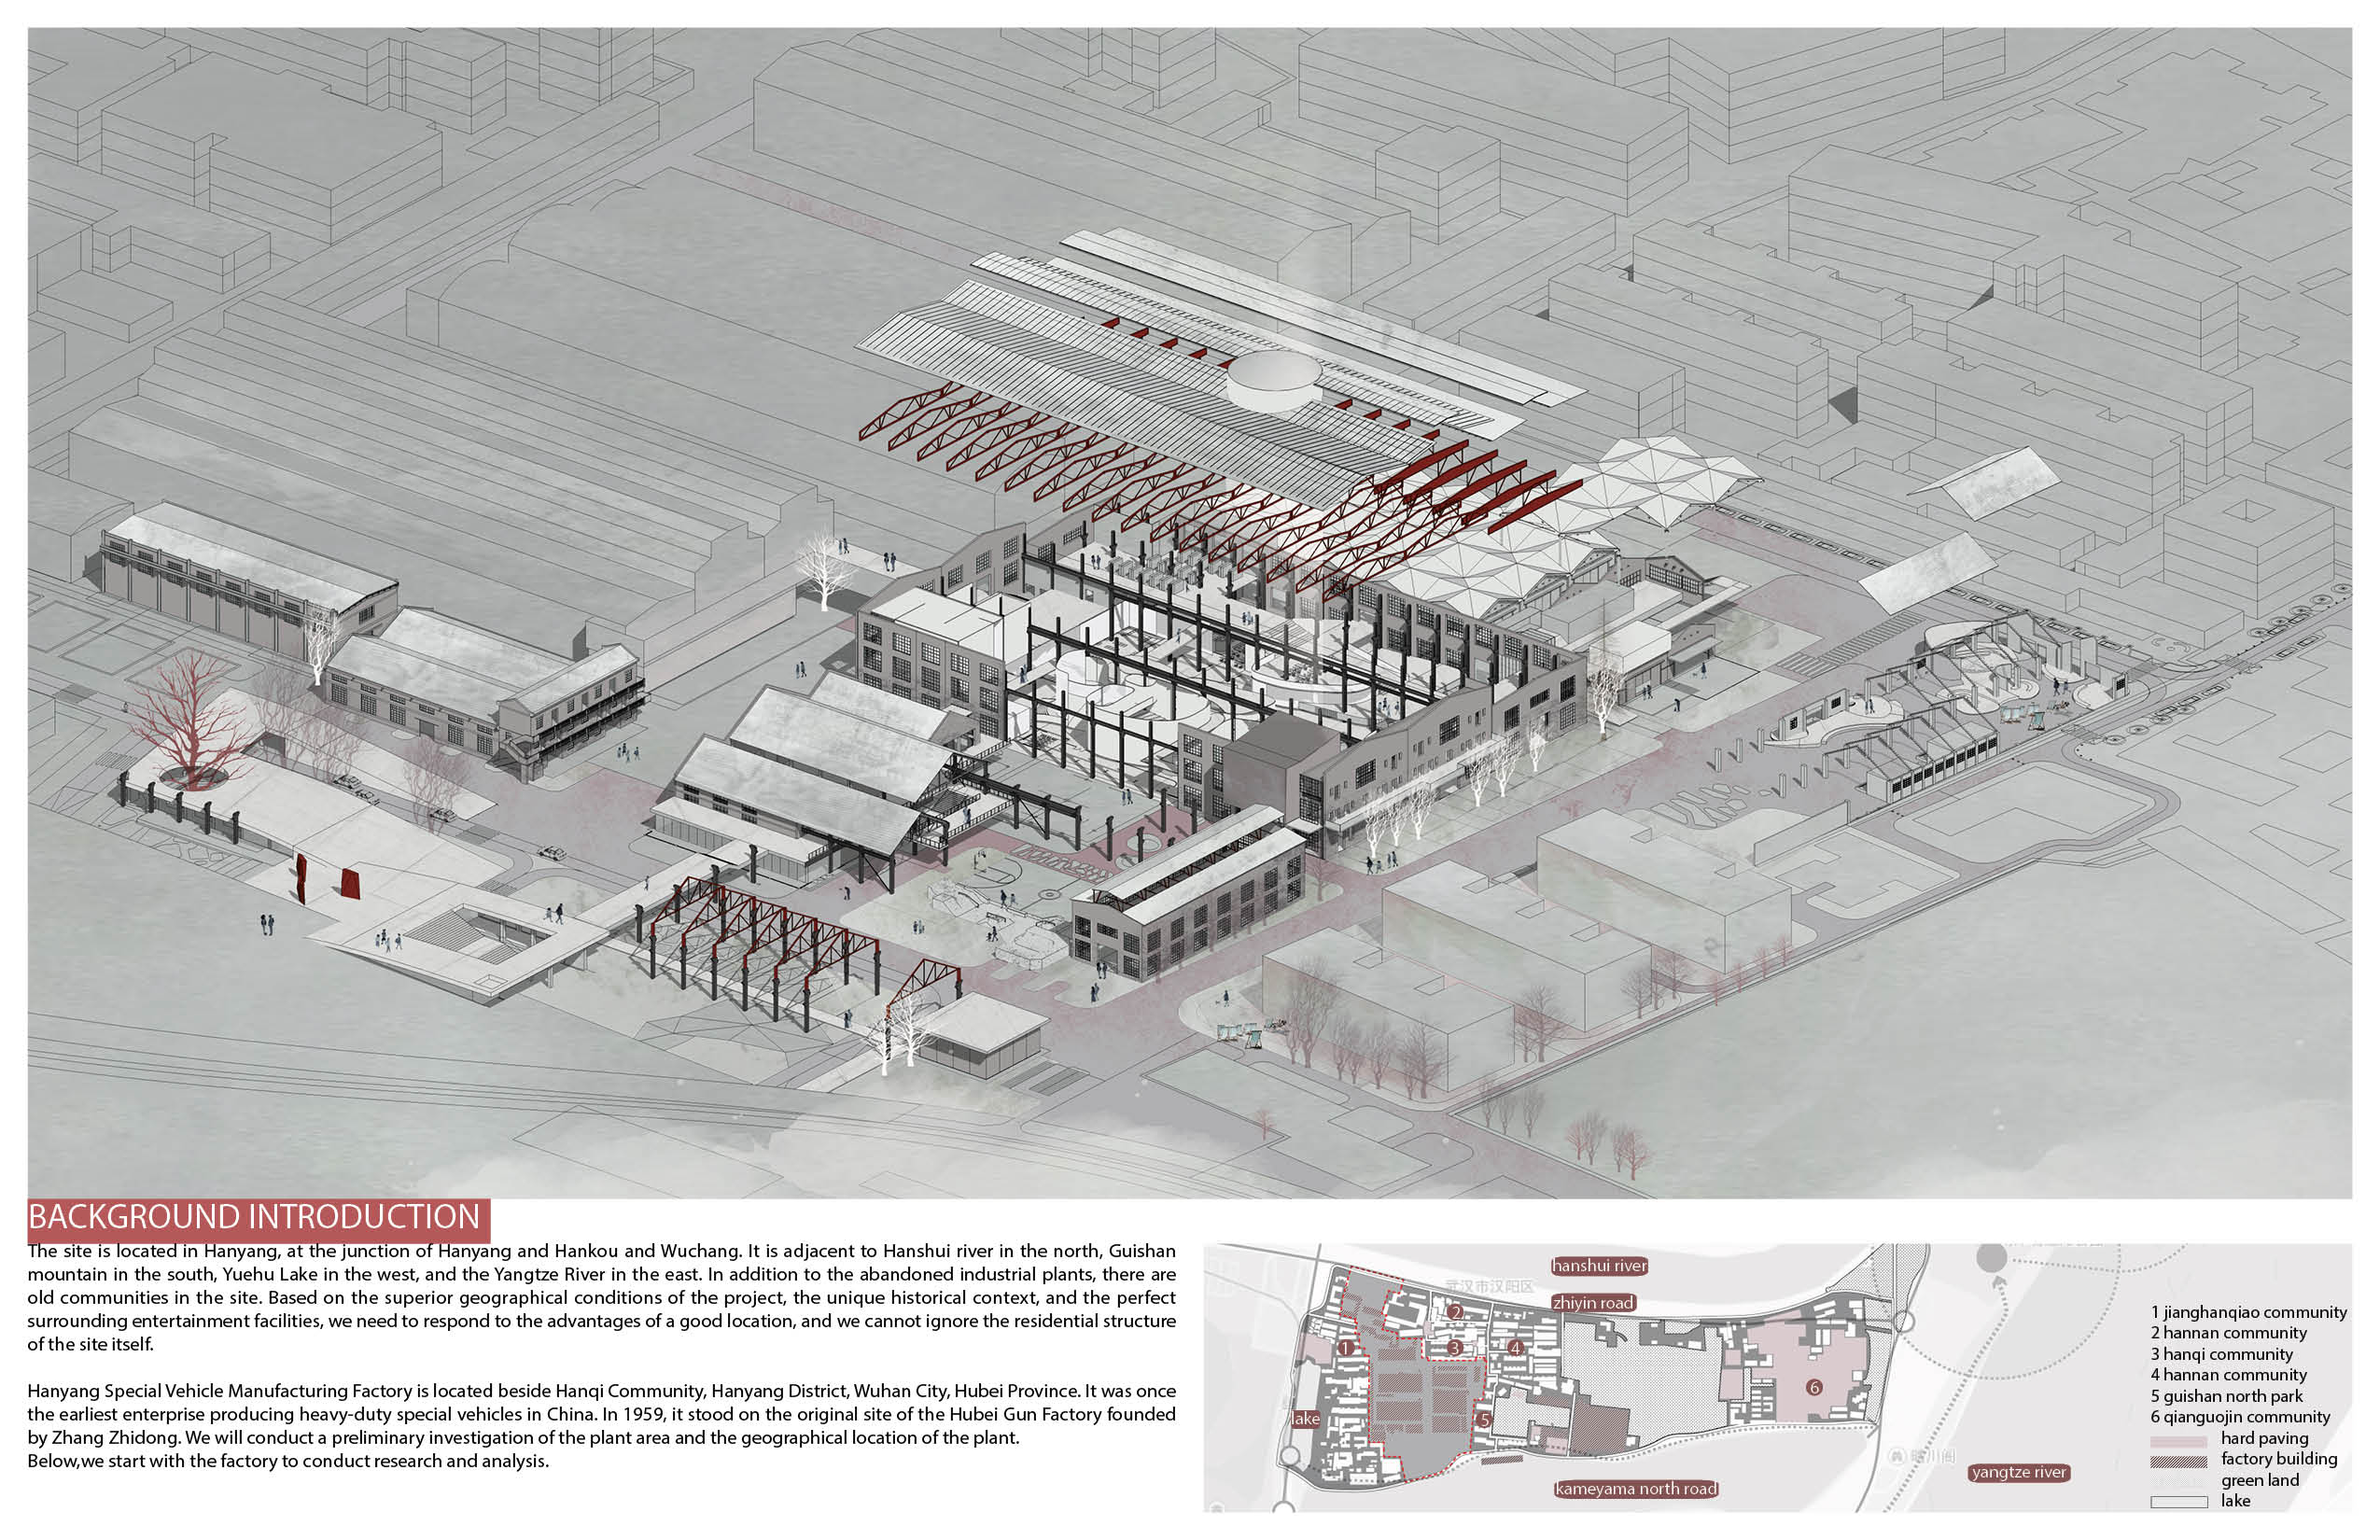 BACKGROUND INTRODUCTION
The site is located in Hanyang, at the junction of Hanyang and Hankou and Wuchang. It is adjacent to Hanshui river in the north, Guishan
mountain in the south, Yuehu Lake in the west, and the Yangtze River in the east. In addition to the abandoned industrial plants, there are
old communities in the site. Based on the superior geographical conditions of the project, the unique historical context, and the perfect
surrounding entertainment facilities, we need to respond to the advantages of a good location, and we cannot ignore the residential structure
of the site itself.
Hanyang Special Vehicle Manufacturing Factory is located beside Hanqi Community, Hanyang District, Wuhan City, Hubei Province. It was once
the earliest enterprise producing heavy-duty special vehicles in China. In 1959, it stood on the original site of the Hubei Gun Factory founded
by Zhang Zhidong. We will conduct a preliminary investigation of the plant area and the geographical location of the plant.
Below,we start with the factory to conduct research and analysis.
hanshui river
武汉市汉阳区
zhiyin road
2
1
3
4
6
lake
5
晴川阁
yangtze river
kameyama north road
1 jianghanqiao community
2 hannan community
3 hanqi community
4 hannan community
5 guishan north park
6 qianguojin community
hard paving
factory building
green land
lake